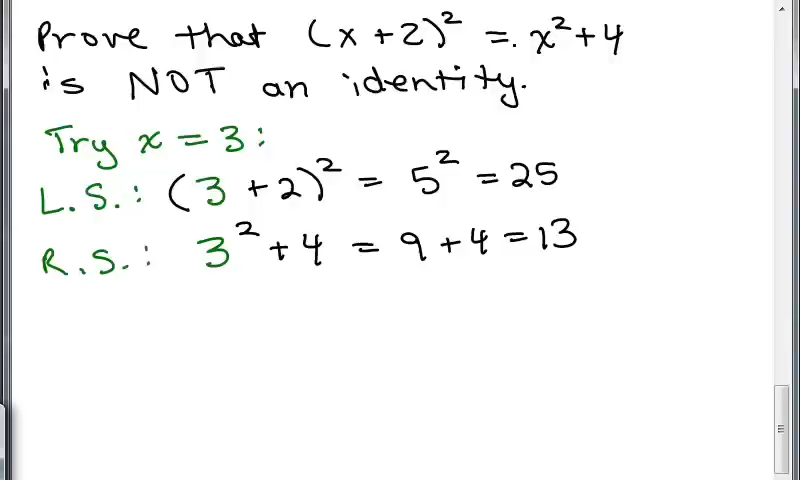 Prove that (x + 2)² = x² + 4
is NOT an identity.
Try x = 3:
L.S.: (3 + 2)² = 5² = 25
R.S.: 3² + 4 = 9 + 4 = 13